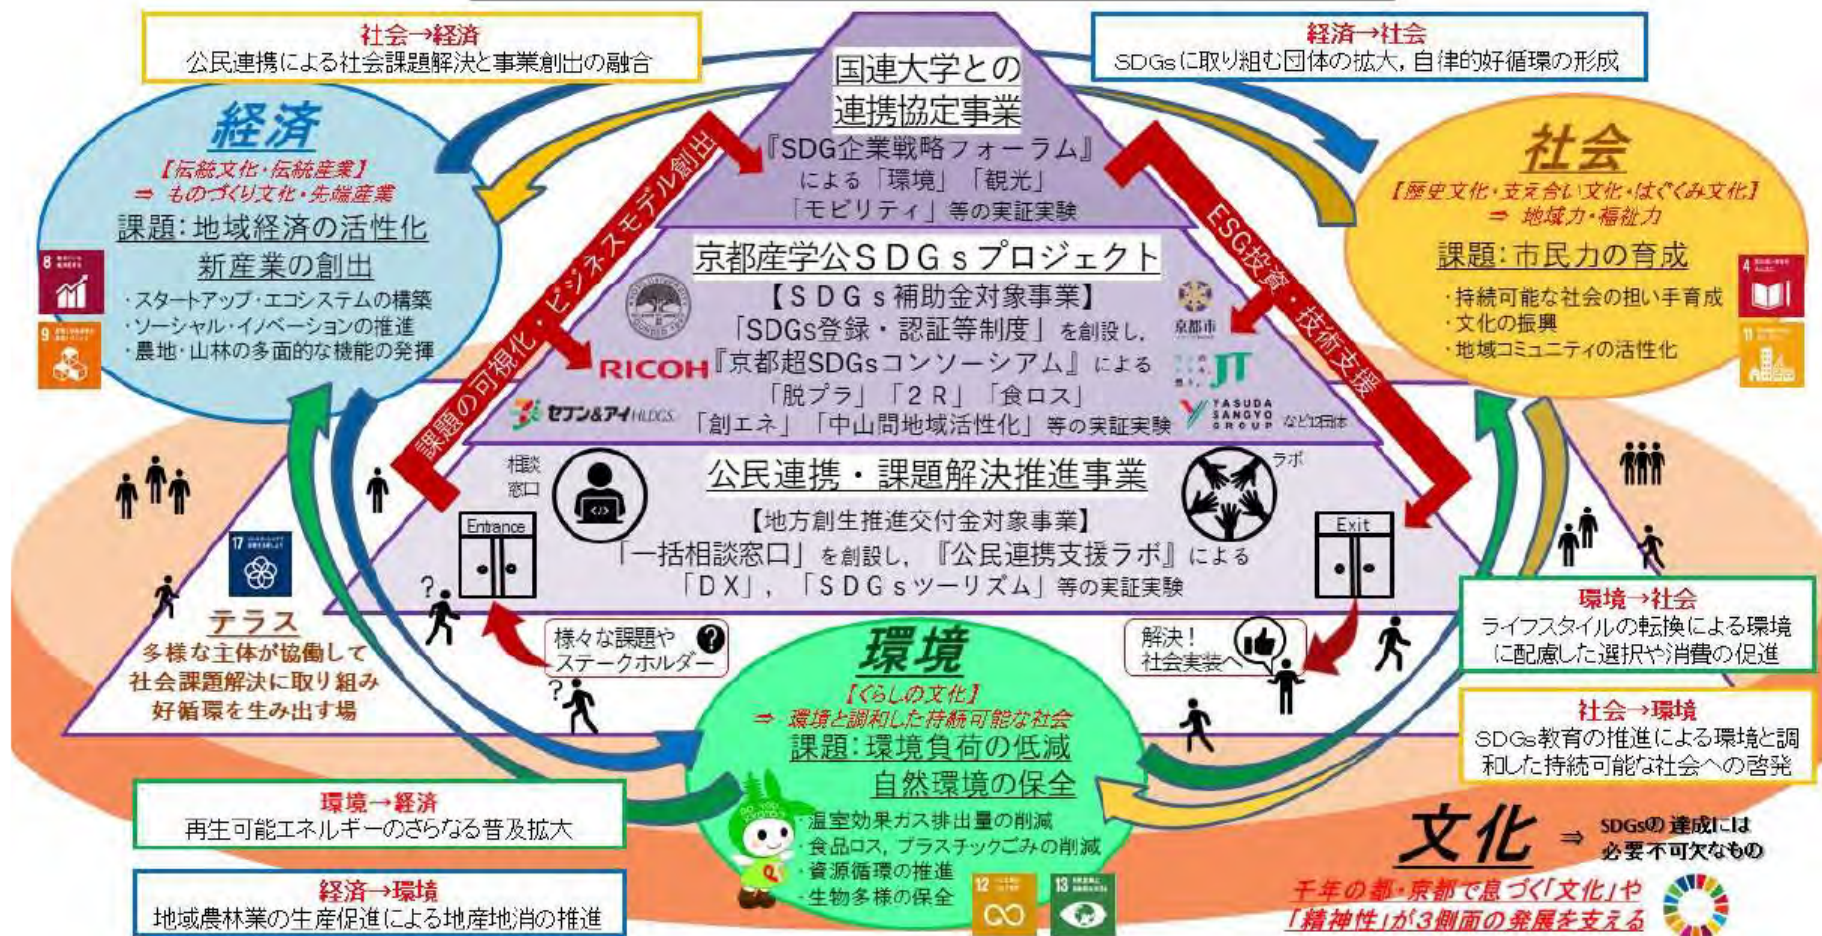 社会→経済
公民連携による社会課題解決と事業創出の融合
経済→社会
SDGsに取り組む団体の拡大，自律的好循環の形成
経済
【伝統文化・伝統産業】
⇒ ものづくり文化・先端産業
課題：地域経済の活性化
新産業の創出
・スタートアップ・エコシステムの構築
・ソーシャル・イノベーションの推進
・農地・山林の多面的な機能の発揮
8
9
国連大学との
連携協定事業
『SDG企業戦略フォーラム』
による「環境」「観光」
「モビリティ」等の実証実験
課題の可視化・ビジネスモデル創出
ESG投資・技術支援
京都産学公ＳＤＧｓプロジェクト
【ＳＤＧｓ補助金対象事業】
「SDGs登録・認証等制度」を創設し，
『京都超SDGsコンソーシアム』による
「脱プラ」「２Ｒ」「食ロス」
「創エネ」「中山間地域活性化」等の実証実験
RICOH
セブン&アイHLDGS.
京都市
JT
YASUDA
SANGYO
GROUP
など12団体
社会
【歴史文化・支え合い文化・はぐくみ文化】
⇒ 地域力・福祉力
課題：市民力の育成
・持続可能な社会の担い手育成
・文化の振興
・地域コミュニティの活性化
4
11
公民連携・課題解決推進事業
【地方創生推進交付金対象事業】
「一括相談窓口」を創設し，『公民連携支援ラボ』による
「ＤＸ」，「ＳＤＧｓツーリズム」等の実証実験
相談
窓口
ラボ
Entrance
Exit
17
テラス
多様な主体が協働して
社会課題解決に取り組み
好循環を生み出す場
?
?
様々な課題や
ステークホルダー
?
解決！
社会実装へ
環境
【くらしの文化】
⇒ 環境と調和した持続可能な社会
課題：環境負荷の低減
自然環境の保全
・温室効果ガス排出量の削減
・食品ロス，プラスチックごみの削減
・資源循環の推進
・生物多様の保全
12
13
環境→社会
ライフスタイルの転換による環境
に配慮した選択や消費の促進
社会→環境
SDGs教育の推進による環境と調
和した持続可能な社会への啓発
環境→経済
再生可能エネルギーのさらなる普及拡大
経済→環境
地域農林業の生産促進による地産地消の推進
文化 ⇒ SDGsの達成には
必要不可欠なもの
千年の都・京都で息づく「文化」や
「精神性」が３側面の発展を支える